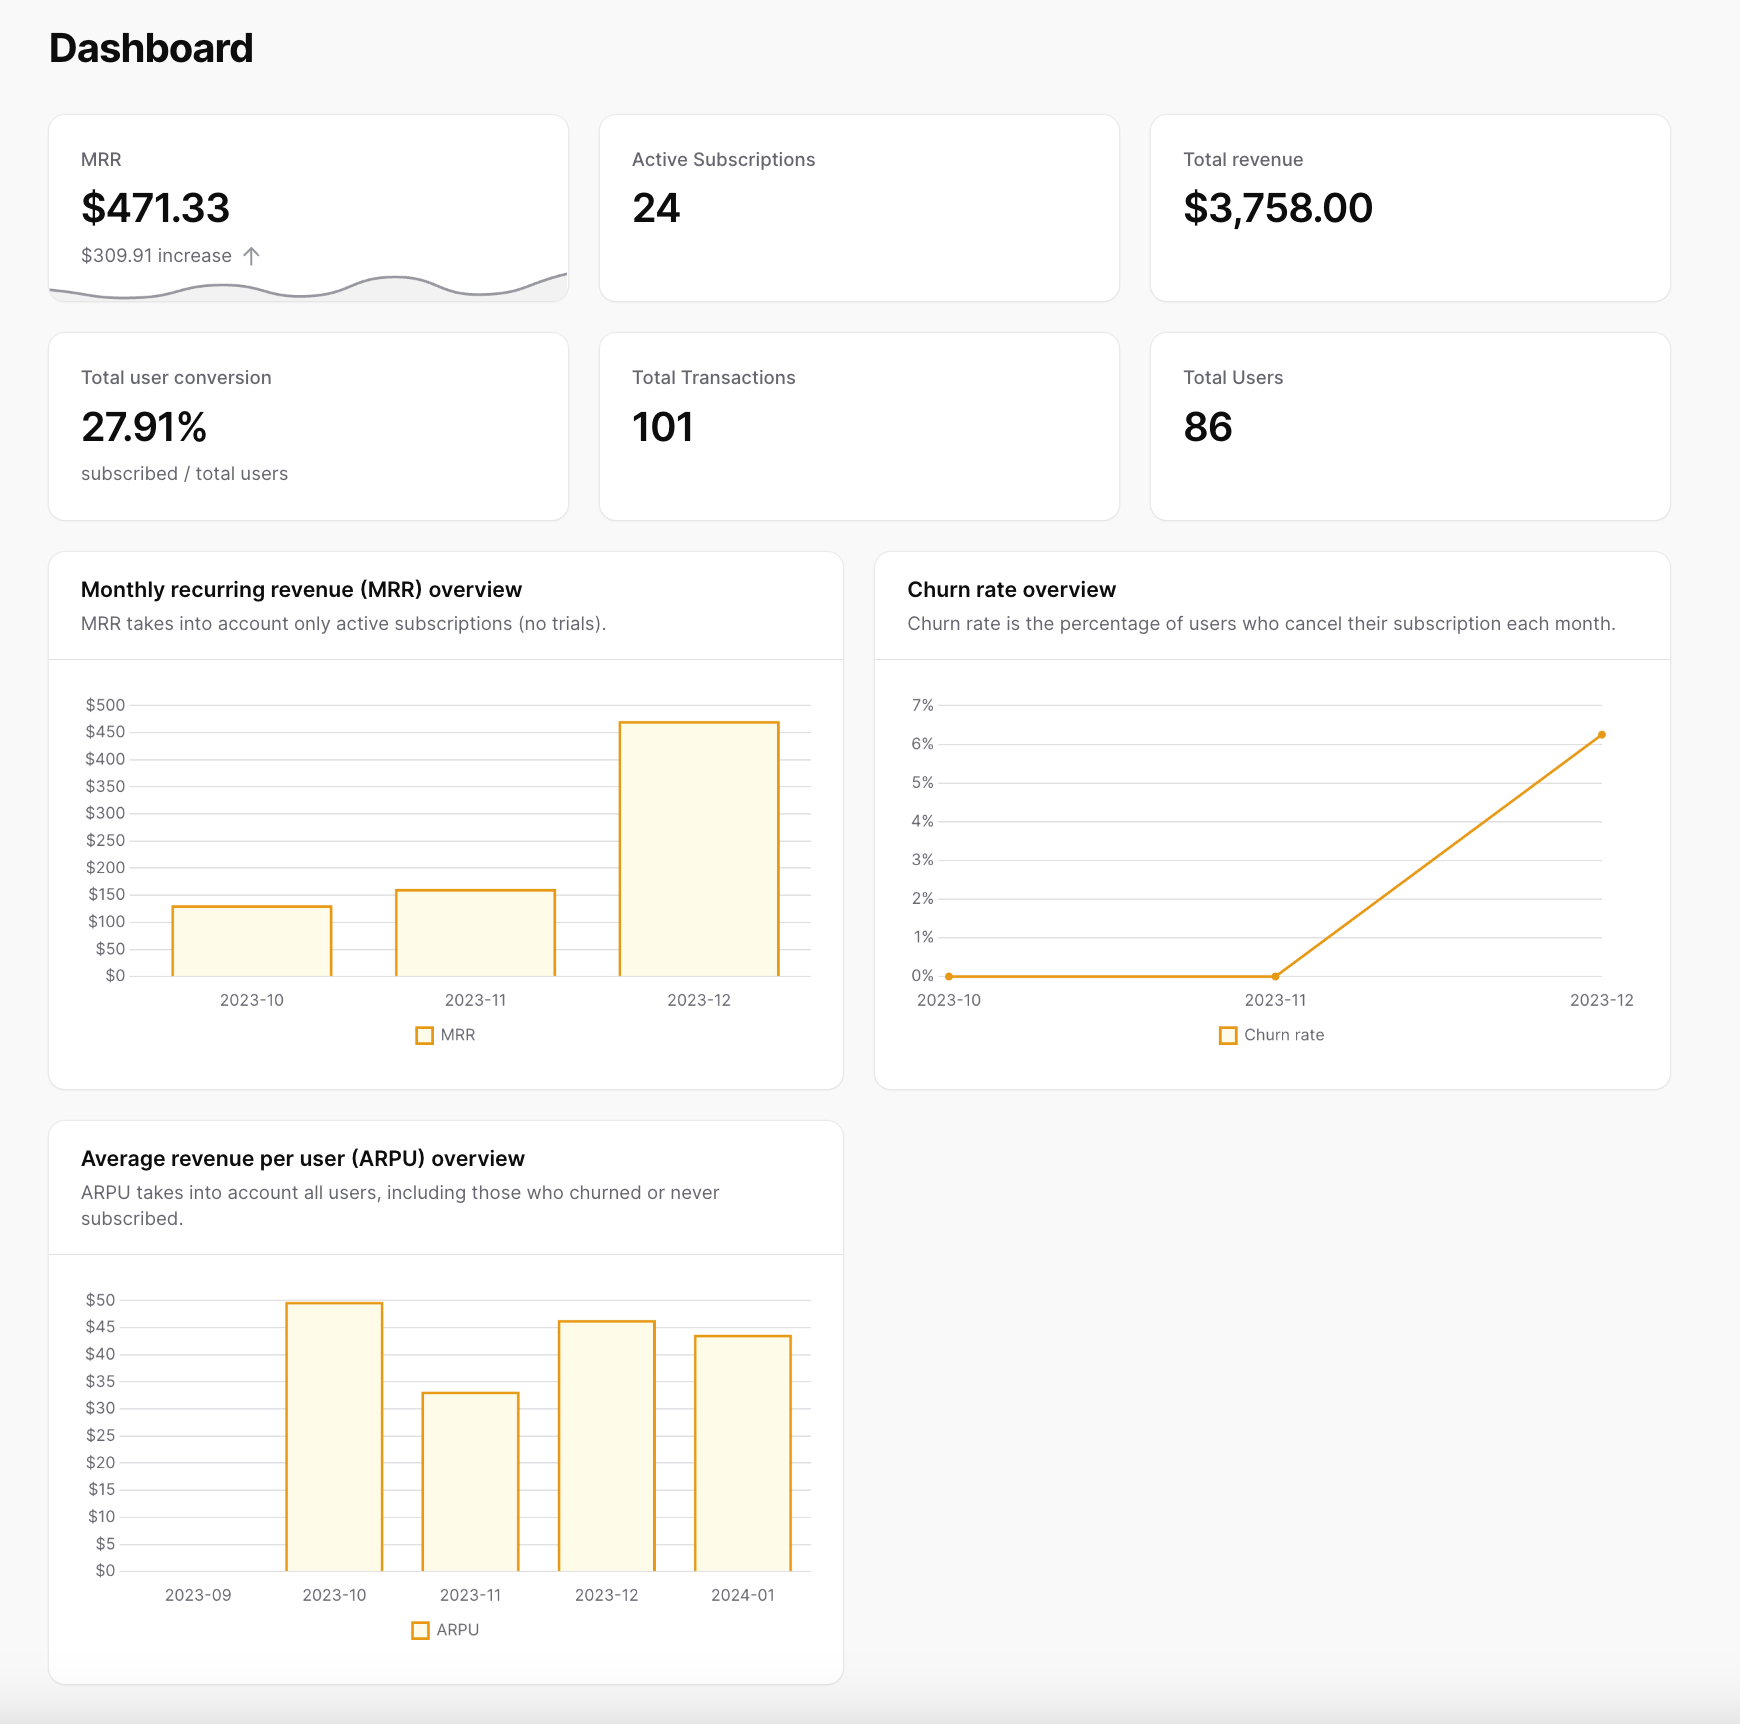 Dashboard
MRR
$471.33
$309.91 increase
Active Subscriptions
24
Total revenue
$3,758.00
Total user conversion
27.91%
subscribed / total users
Total Transactions
101
Total Users
86
Monthly recurring revenue (MRR) overview
MRR takes into account only active subscriptions (no trials).
$500
$450
$400
$350
$300
$250
$200
$150
$100
$50
$0
2023-10 2023-11 2023-12
MRR
Churn rate overview
Churn rate is the percentage of users who cancel their subscription each month.
7%
6%
5%
4%
3%
2%
1%
0%
2023-10 2023-11 2023-12
Churn rate
Average revenue per user (ARPU) overview
ARPU takes into account all users, including those who churned or never
subscribed.
$50
$45
$40
$35
$30
$25
$20
$15
$10
$5
$0
2023-09 2023-10 2023-11 2023-12 2024-01
ARPU